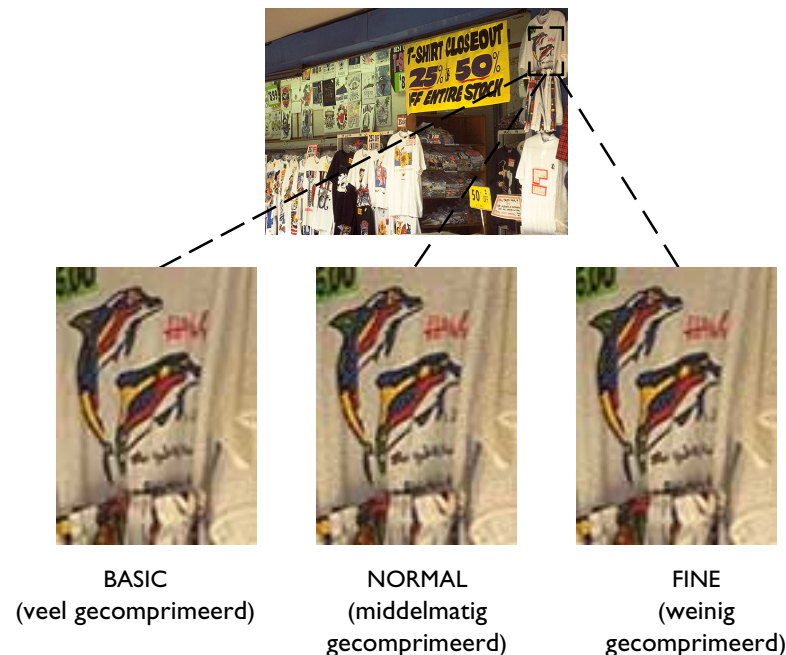 T-SHIRT CLOSEOUT
25% 50%
OFF ENTIRE STOCK
50%
BASIC
(veel gecomprimeerd)
NORMAL
(middelmatig
gecomprimeerd)
FINE
(weinig
gecomprimeerd)